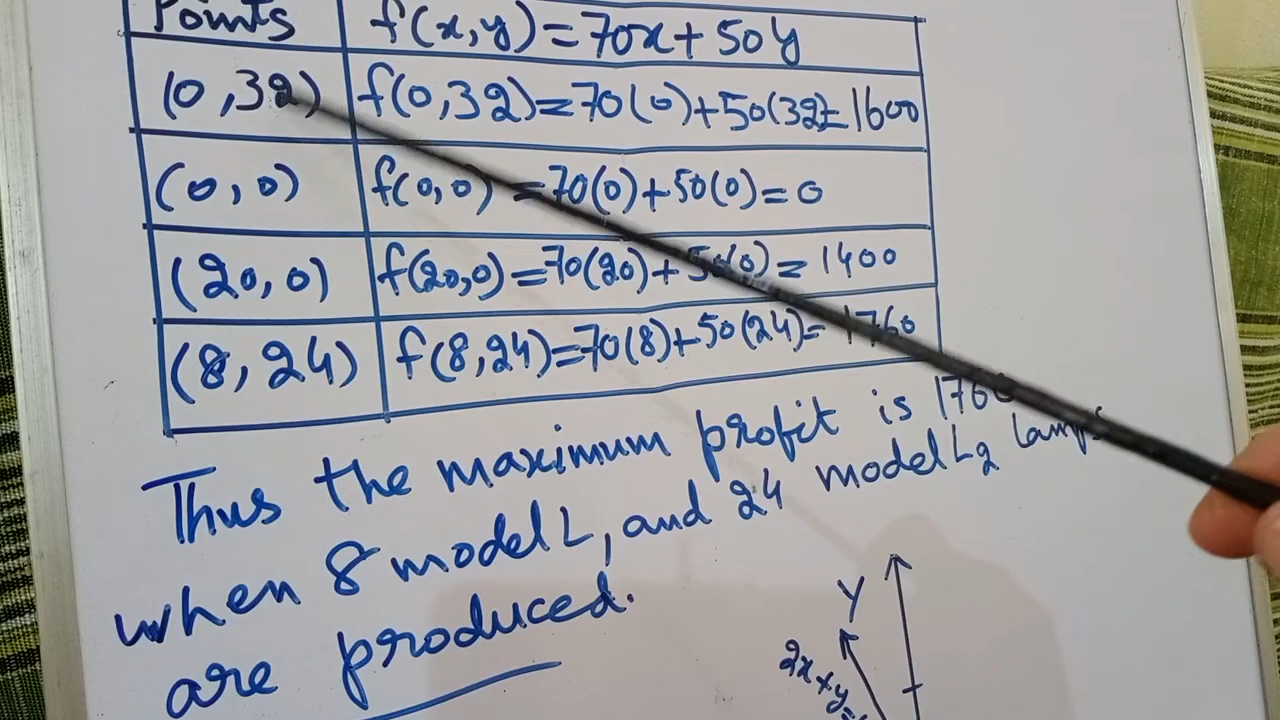 Points f(x,y)=70x+50y
(0,32) f(0,32)=70(0)+50(32)=1600
(0,0) f(0,0)=70(0)+50(0)=0
(20,0) f(20,0)=70(20)+50(0)=1400
(8,24) f(8,24)=70(8)+50(24)=1760
Thus the maximum profit is 1760
when 8 model L, and 24 model L2 lamps
are produced.
Y
2x+y=